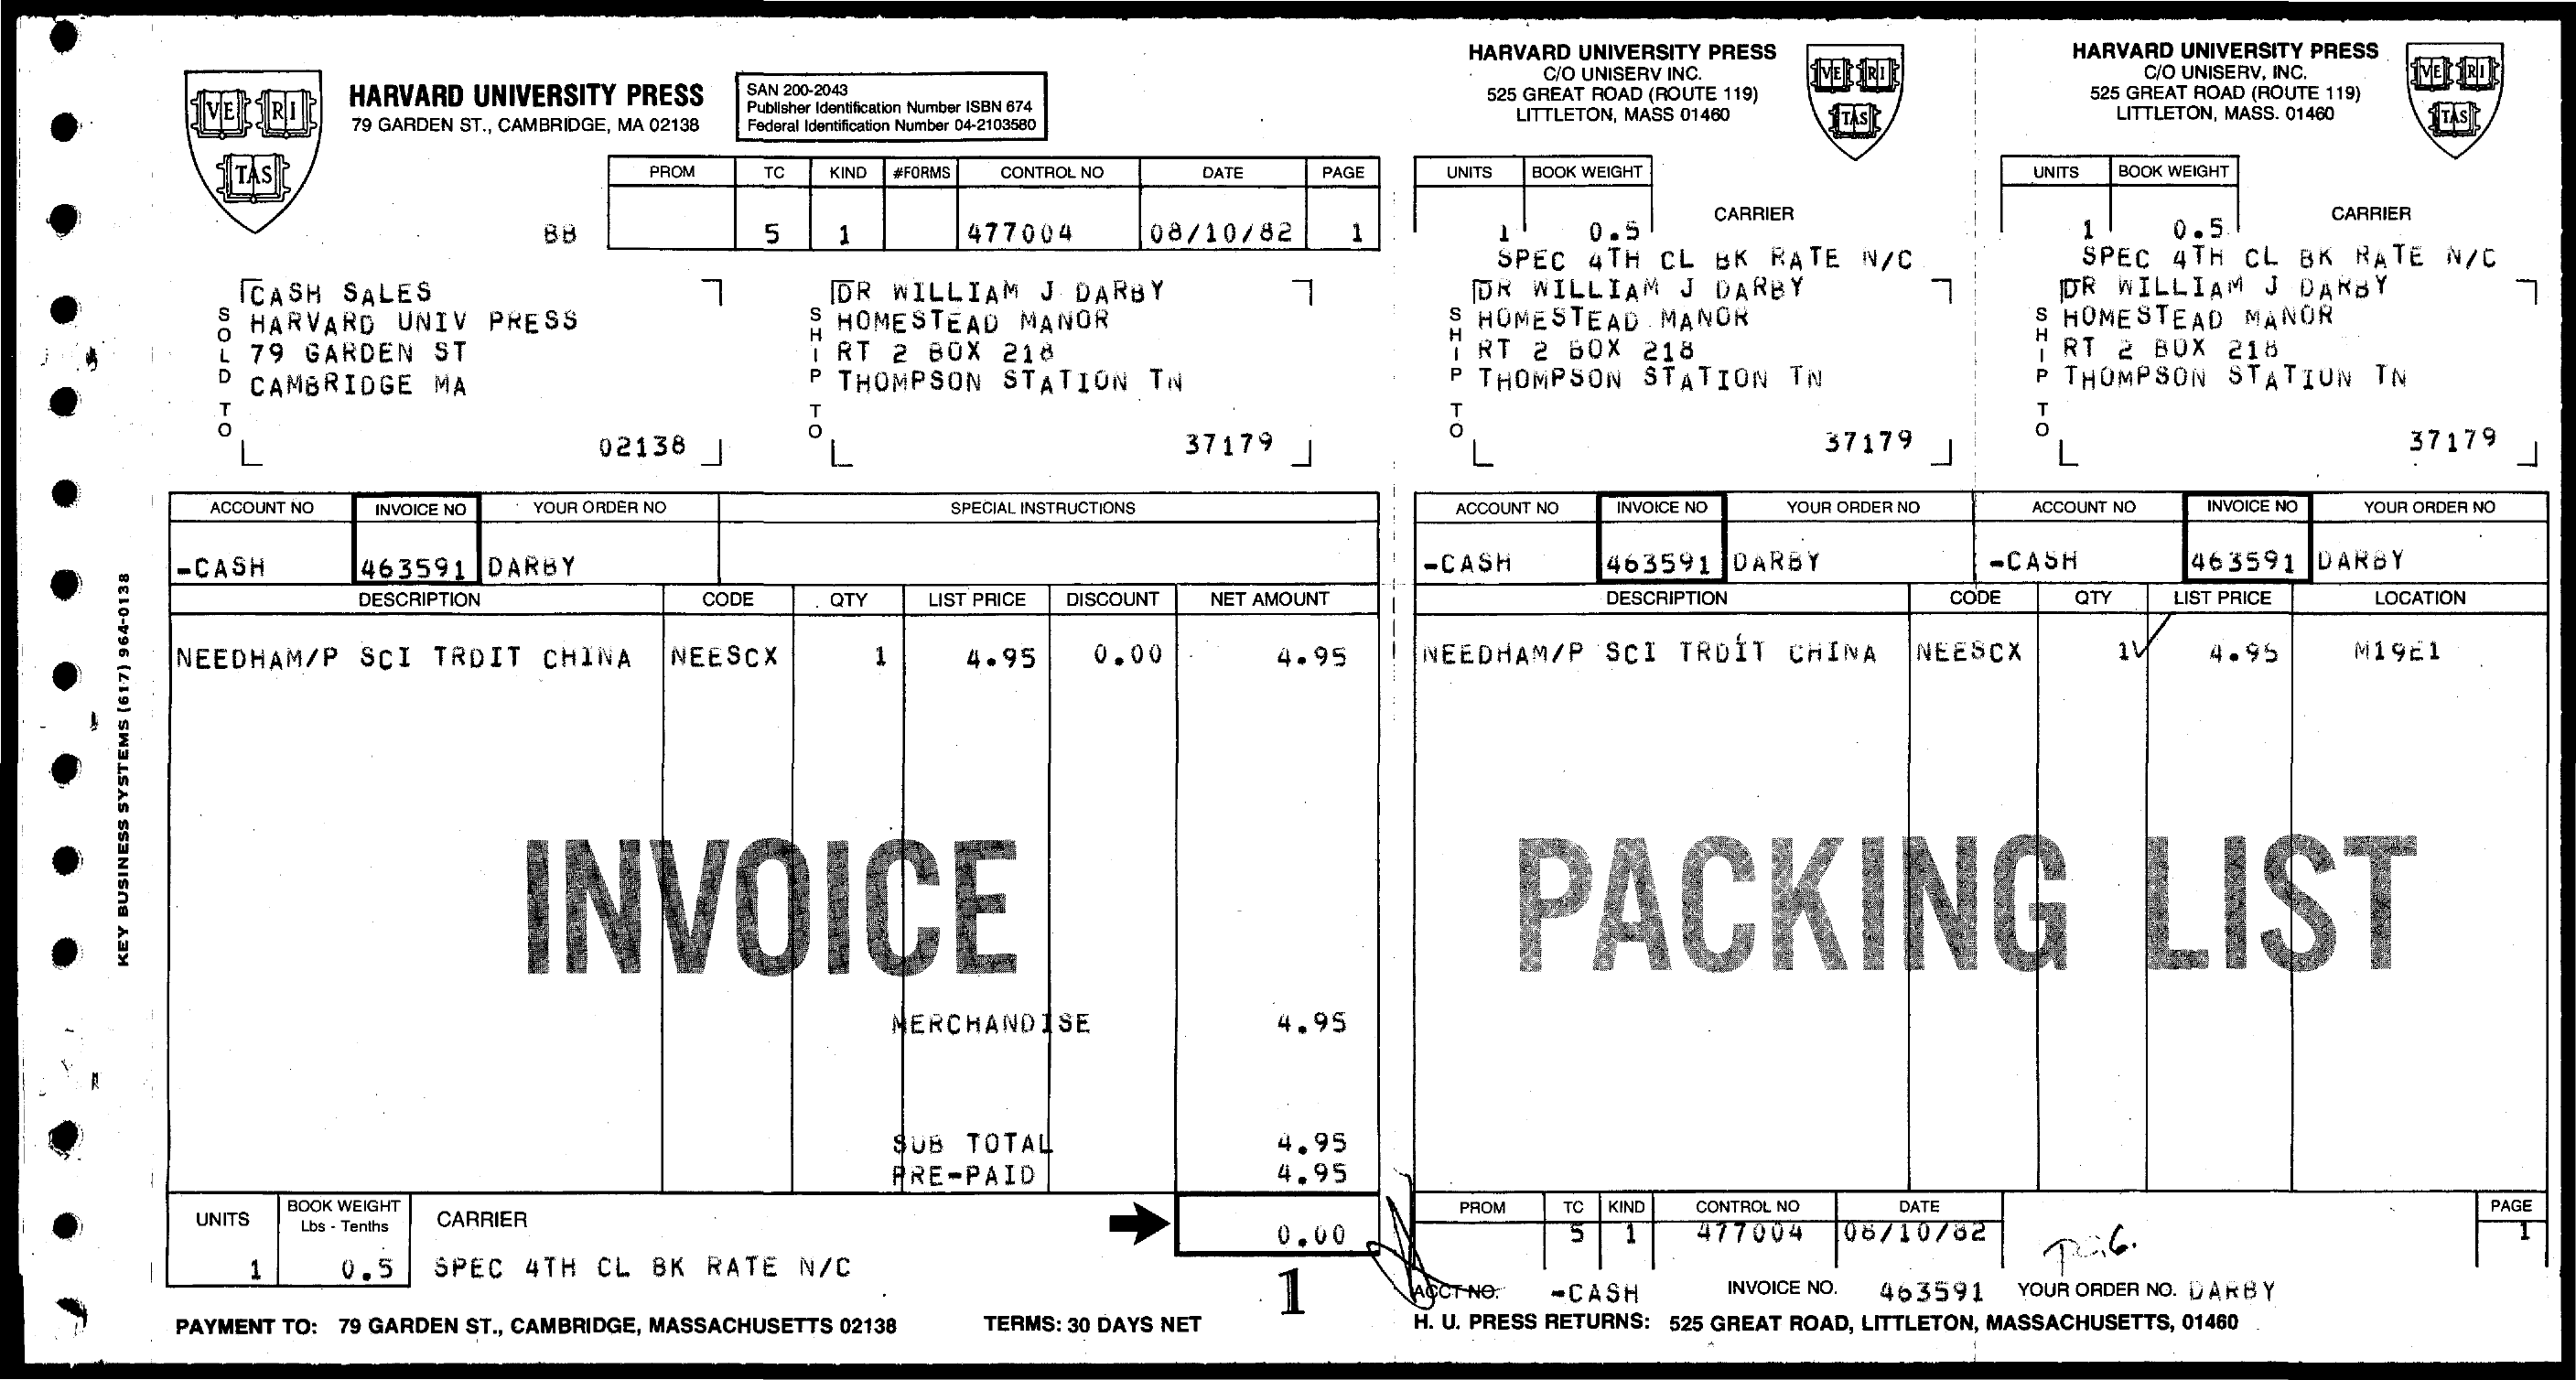 HARVARD UNIVERSITY PRESS
79 GARDEN ST., CAMBRIDGE, MA 02138
VE RI TAS
SAN 200-2043
Publisher Identification Number ISBN 674
Federal Identification Number 04-2103580
PROM TC KIND #FORMS CONTROL NO DATE PAGE
BB 5 1 477004 08/10/82 1
SOLD TO
CASH SALES
HARVARD UNIV PRESS
79 GARDEN ST
CAMBRIDGE MA
02138
SHIP TO
DR WILLIAM J DARBY
HOMESTEAD MANOR
RT 2 BOX 218
THOMPSON STATION TN
37179
ACCOUNT NO INVOICE NO YOUR ORDER NO SPECIAL INSTRUCTIONS
-CASH 463591 DARBY
DESCRIPTION CODE QTY LIST PRICE DISCOUNT NET AMOUNT
NEEDHAM/P SCI TRDIT CHINA NEESCX 1 4.95 0.00 4.95
INVOICE
MERCHANDISE 4.95
SUB TOTAL 4.95
PRE-PAID 4.95
0.00
UNITS BOOK WEIGHT Lbs - Tenths CARRIER
1 0.5 SPEC 4TH CL BK RATE N/C
1
PAYMENT TO: 79 GARDEN ST., CAMBRIDGE, MASSACHUSETTS 02138 TERMS: 30 DAYS NET
KEY BUSINESS SYSTEMS (617) 964-0138
HARVARD UNIVERSITY PRESS
C/O UNISERV INC.
525 GREAT ROAD (ROUTE 119)
LITTLETON, MASS 01460
VE RI TAS
UNITS BOOK WEIGHT
CARRIER
1 0.5
SPEC 4TH CL BK RATE N/C
SHIP TO
DR WILLIAM J DARBY
HOMESTEAD MANOR
RT 2 BOX 218
THOMPSON STATION TN
37179
HARVARD UNIVERSITY PRESS
C/O UNISERV, INC.
525 GREAT ROAD (ROUTE 119)
LITTLETON, MASS. 01460
VE RI TAS
UNITS BOOK WEIGHT
CARRIER
1 0.5
SPEC 4TH CL BK RATE N/C
SHIP TO
DR WILLIAM J DARBY
HOMESTEAD MANOR
RT 2 BOX 218
THOMPSON STATION TN
37179
ACCOUNT NO INVOICE NO YOUR ORDER NO ACCOUNT NO INVOICE NO YOUR ORDER NO
-CASH 463591 DARBY -CASH 463591 DARBY
DESCRIPTION CODE QTY LIST PRICE LOCATION
NEEDHAM/P SCI TRDIT CHINA NEESCX 1 4.95 M19E1
PACKING LIST
PROM TC KIND CONTROL NO DATE PAGE
5 1 477004 08/10/82 1
ACCT NO. -CASH INVOICE NO. 463591 YOUR ORDER NO. DARBY
H. U. PRESS RETURNS: 525 GREAT ROAD, LITTLETON, MASSACHUSETTS, 01460